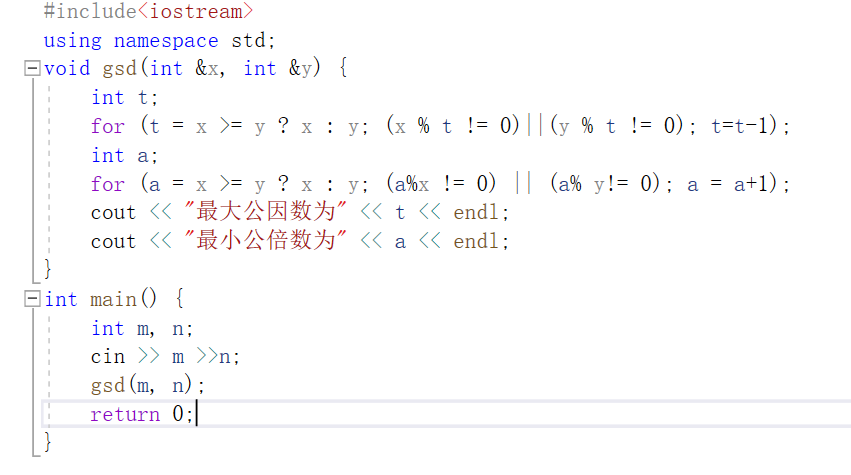 #include<iostream>
using namespace std;
void gsd(int &x, int &y) {
int t;
for (t = x >= y ? x : y; (x % t != 0)||(y % t != 0); t=t-1);
int a;
for (a = x >= y ? x : y; (a%x != 0) || (a% y!= 0); a = a+1);
cout << "最大公因数为" << t << endl;
cout << "最小公倍数为" << a << endl;
}
int main() {
int m, n;
cin >> m >>n;
gsd(m, n);
return 0;
}